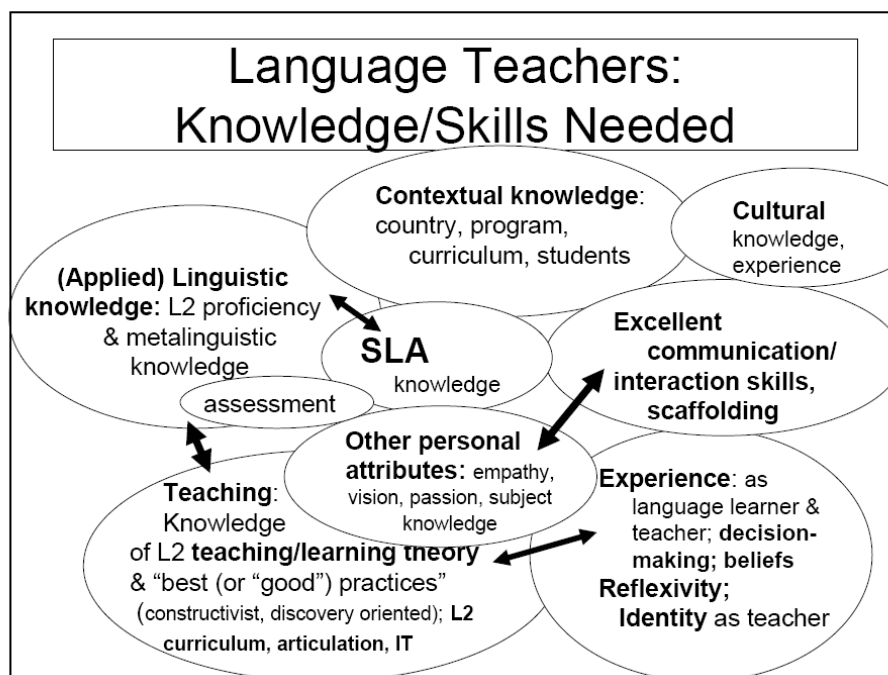 Language Teachers:
Knowledge/Skills Needed
Contextual knowledge:
country, program,
curriculum, students
Cultural
knowledge,
experience
(Applied) Linguistic
knowledge: L2 proficiency
& metalinguistic
knowledge
SLA
knowledge
Excellent
communication/
interaction skills,
scaffolding
assessment
Other personal
attributes: empathy,
vision, passion, subject
knowledge
Teaching:
Knowledge
of L2 teaching/learning theory
& “best (or “good”) practices”
(constructivist, discovery oriented); L2
curriculum, articulation, IT
Experience: as
language learner &
teacher; decision-
making; beliefs
Reflexivity;
Identity as teacher